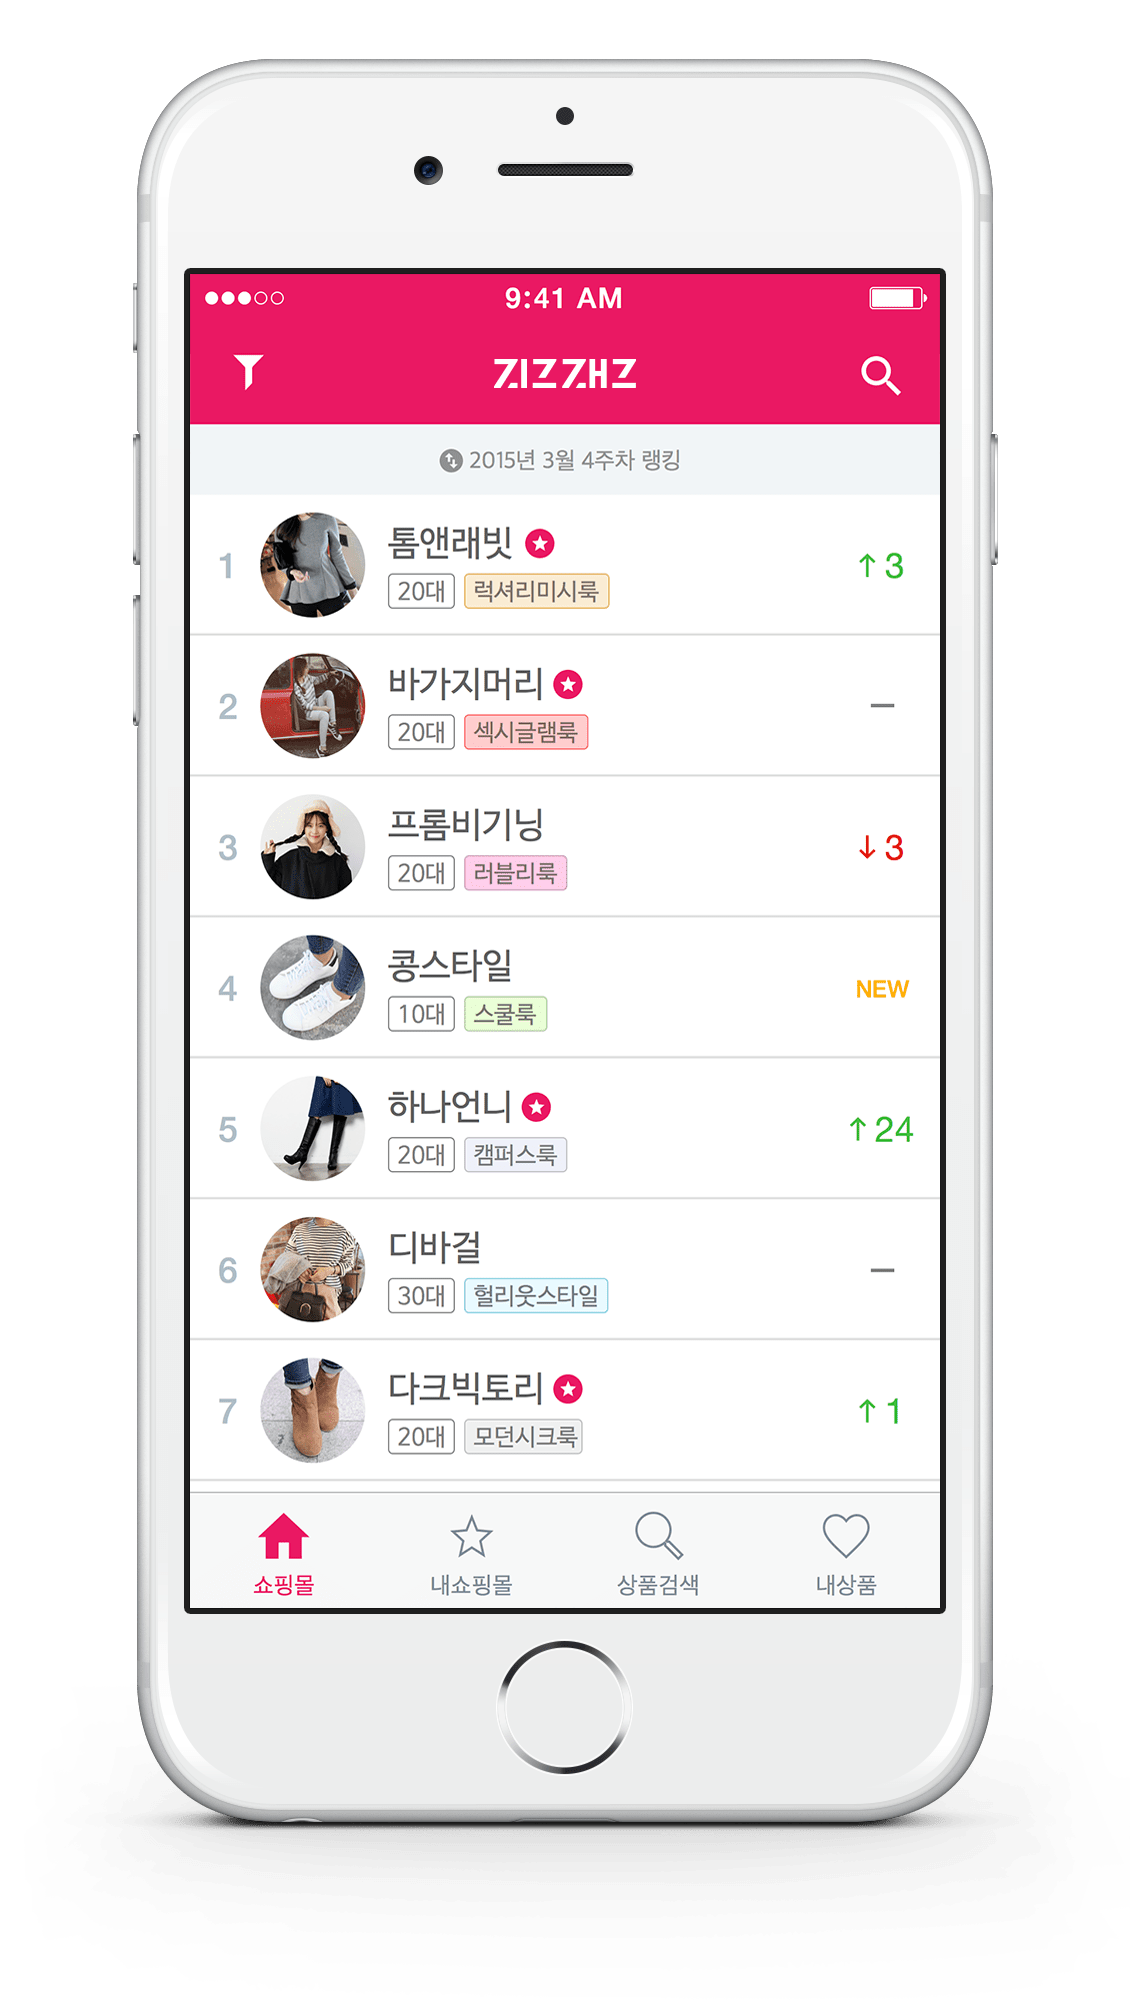 9:41 AM
지그재그
2015년 3월 4주차 랭킹
1
톰앤래빗
20대 럭셔리미시룩
↑3
2
바가지머리
20대 섹시글램룩
–
3
프롬비기닝
20대 러블리룩
↓3
4
콩스타일
10대 스쿨룩
NEW
5
하나언니
20대 캠퍼스룩
↑24
6
디바걸
30대 헐리웃스타일
–
7
다크빅토리
20대 모던시크룩
↑1
쇼핑몰 내쇼핑몰 상품검색 내상품